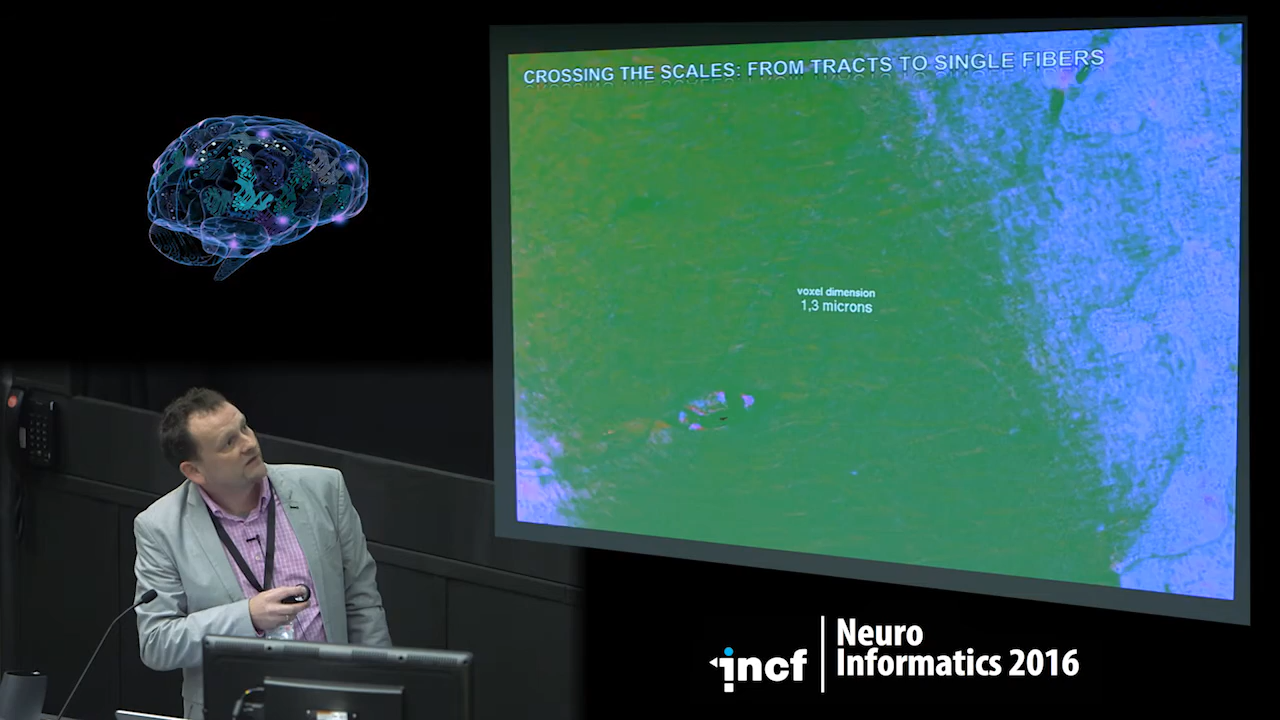 CROSSING THE SCALES: FROM TRACTS TO SINGLE FIBERS
voxel dimension
1,3 microns
incf
Neuro
Informatics 2016